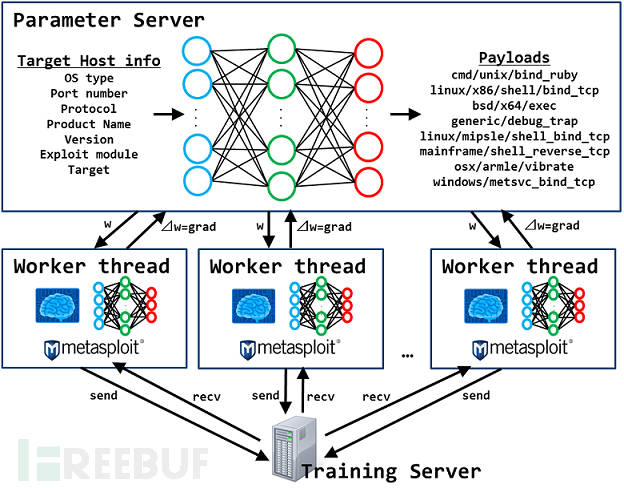 Parameter Server
Target Host info
OS type
Port number
Protocol
Product Name
Version
Exploit module
Target
Payloads
cmd/unix/bind_ruby
linux/x86/shell/bind_tcp
bsd/x64/exec
generic/debug_trap
linux/mipsle/shell_bind_tcp
mainframe/shell_reverse_tcp
osx/armle/vibrate
windows/metsvc_bind_tcp
w
⊿w=grad
w
⊿w=grad
w
⊿w=grad
Worker thread
metasploit®
Worker thread
metasploit®
...
Worker thread
metasploit®
send
recv
send
recv
recv
send
Training Server
FREEBUF